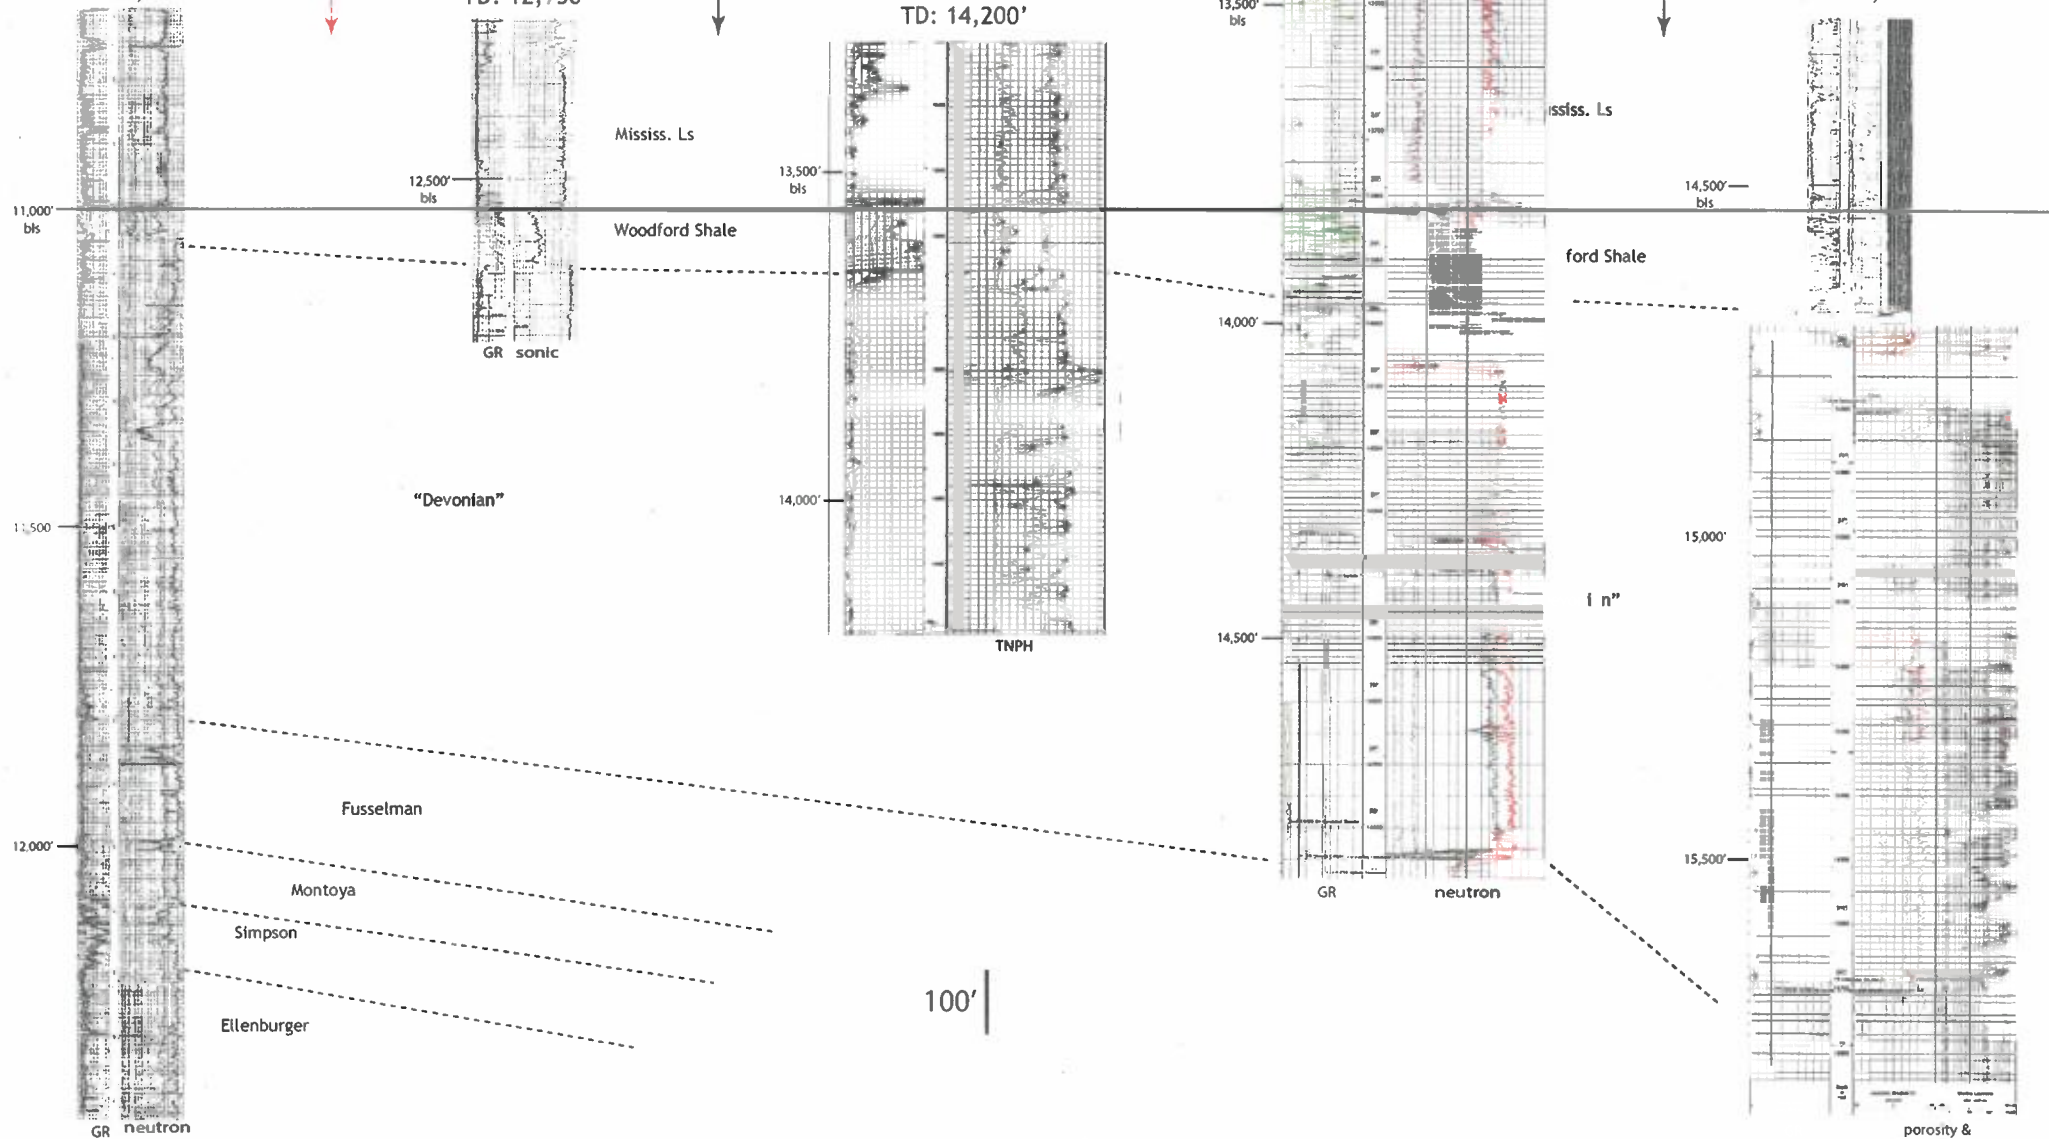 TD: 14,200'
13,500'
bls
Mississ. Ls
ssiss. Ls
12,500'
bls
13,500'
bls
14,500'
bls
11,000'
bls
Woodford Shale
ford Shale
14,000'
GR sonic
"Devonian"
14,000'
11,500
15,000'
i n"
14,500'
TNPH
Fusselman
12,000'
15,500'
GR
neutron
Montoya
Simpson
100'
Ellenburger
GR
neutron
porosity &